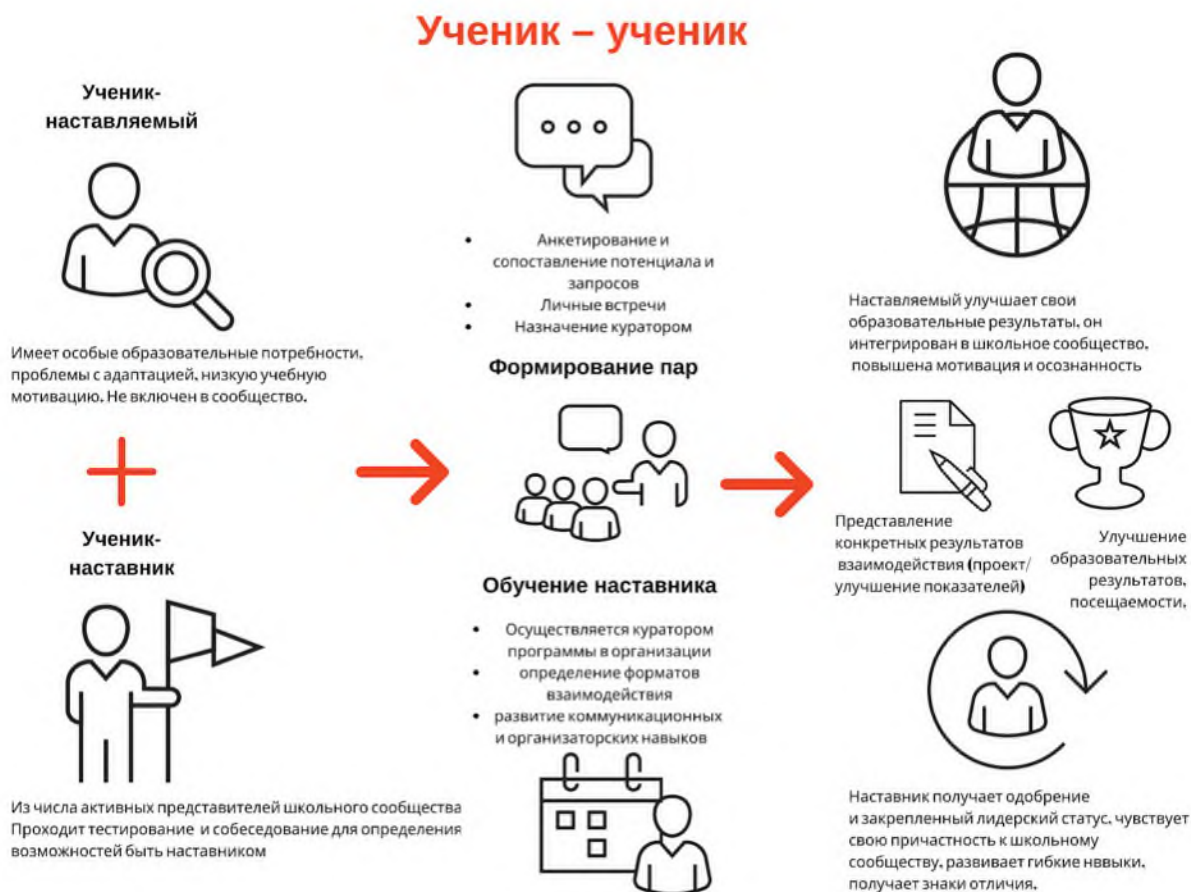 Ученик – ученик
Ученик-
наставляемый
Имеет особые образовательные потребности,
проблемы с адаптацией, низкую учебную
мотивацию. Не включен в сообщество.
Ученик-
наставник
Из числа активных представителей школьного сообщества
Проходит тестирование и собеседование для определения
возможностей быть наставником
• Анкетирование и
сопоставление потенциала и
запросов
• Личные встречи
• Назначение куратором
Формирование пар
Обучение наставника
• Осуществляется куратором
программы в организации
• определение форматов
взаимодействия
• развитие коммуникационных
и организаторских навыков
Наставляемый улучшает свои
образовательные результаты, он
интегрирован в школьное сообщество,
повышена мотивация и осознанность
Представление
конкретных результатов
взаимодействия (проект/
улучшение показателей)
Улучшение
образовательных
результатов,
посещаемости,
Наставник получает одобрение
и закрепленный лидерский статус, чувствует
свою причастность к школьному
сообществу, развивает гибкие нввыки,
получает знаки отличия.